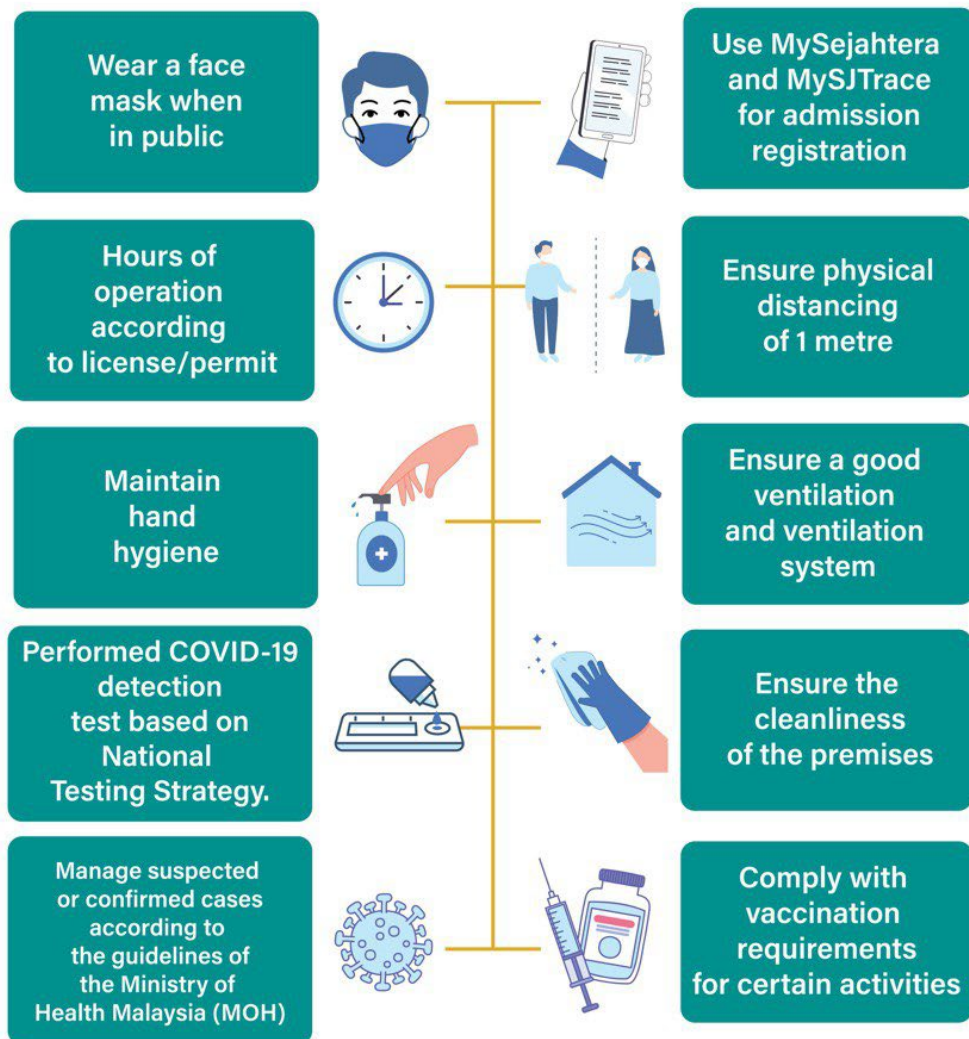 Wear a face
mask when
in public
Use MySejahtera
and MySJTrace
for admission
registration
Hours of
operation
according
to license/permit
Ensure physical
distancing
of 1 metre
Maintain
hand
hygiene
Ensure a good
ventilation
and ventilation
system
Performed COVID-19
detection
test based on
National
Testing Strategy.
Ensure the
cleanliness
of the premises
Manage suspected
or confirmed cases
according to
the guidelines of
the Ministry of
Health Malaysia (MOH)
Comply with
vaccination
requirements
for certain activities